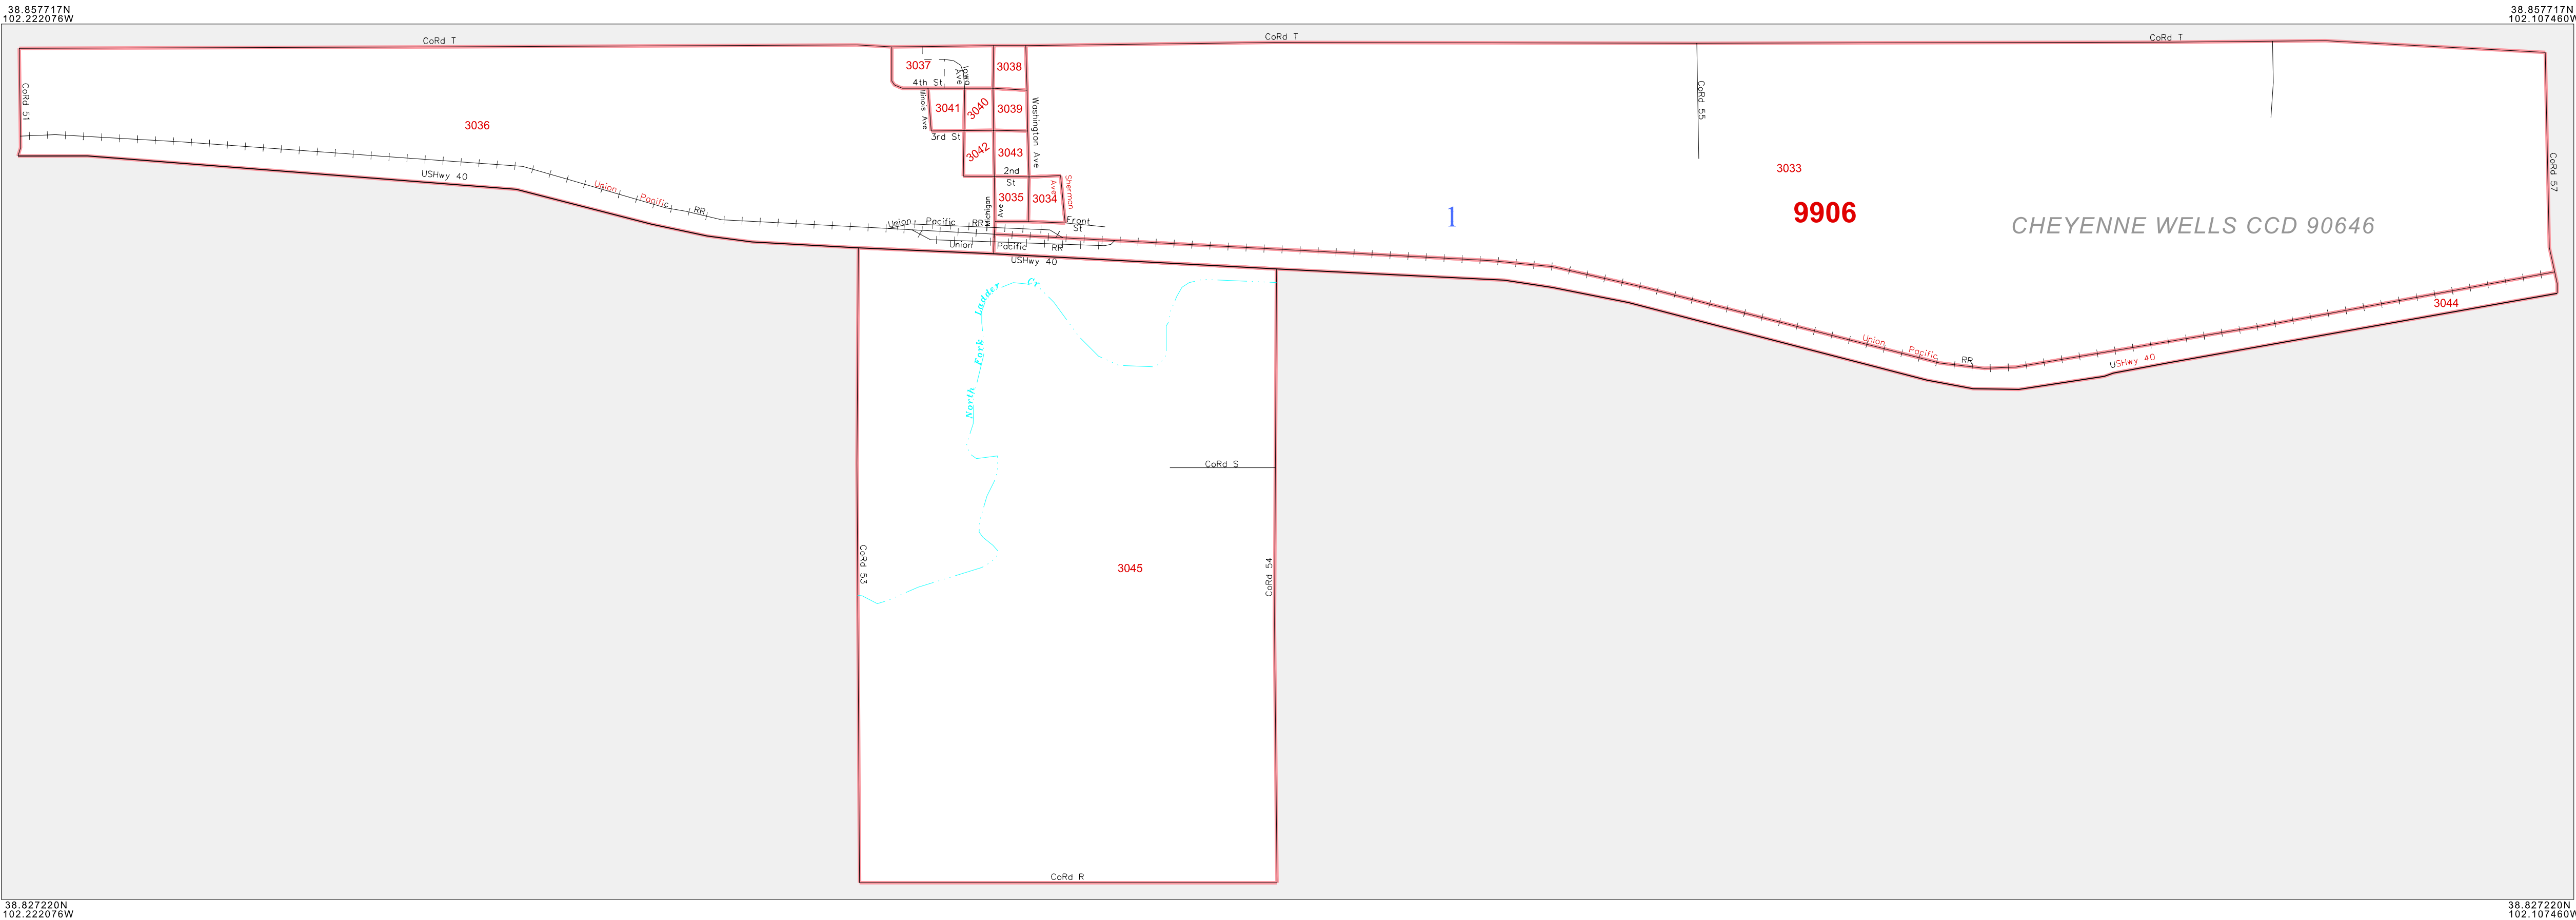 38.857717N
102.222076W
38.857717N
102.107460W
CoRd T
CoRd T
CoRd T
CoRd 51
3036
3037
Iowa
Ave
4th St
3038
Illinois Ave
3041
3040
3039
Washington Ave
3rd St
3042
3043
2nd
St
3035
3034
Sherman
Ave
Michigan
Ave
Front
St
CoRd 55
3033
9906
1
CHEYENNE WELLS CCD 90646
CoRd 57
USHwy 40
Union Pacific RR
Union Pacific RR
Union Pacific RR
USHwy 40
Union Pacific RR
USHwy 40
3044
North Fork Ladder Cr
CoRd S
CoRd 53
3045
CoRd 54
CoRd R
38.827220N
102.222076W
38.827220N
102.107460W